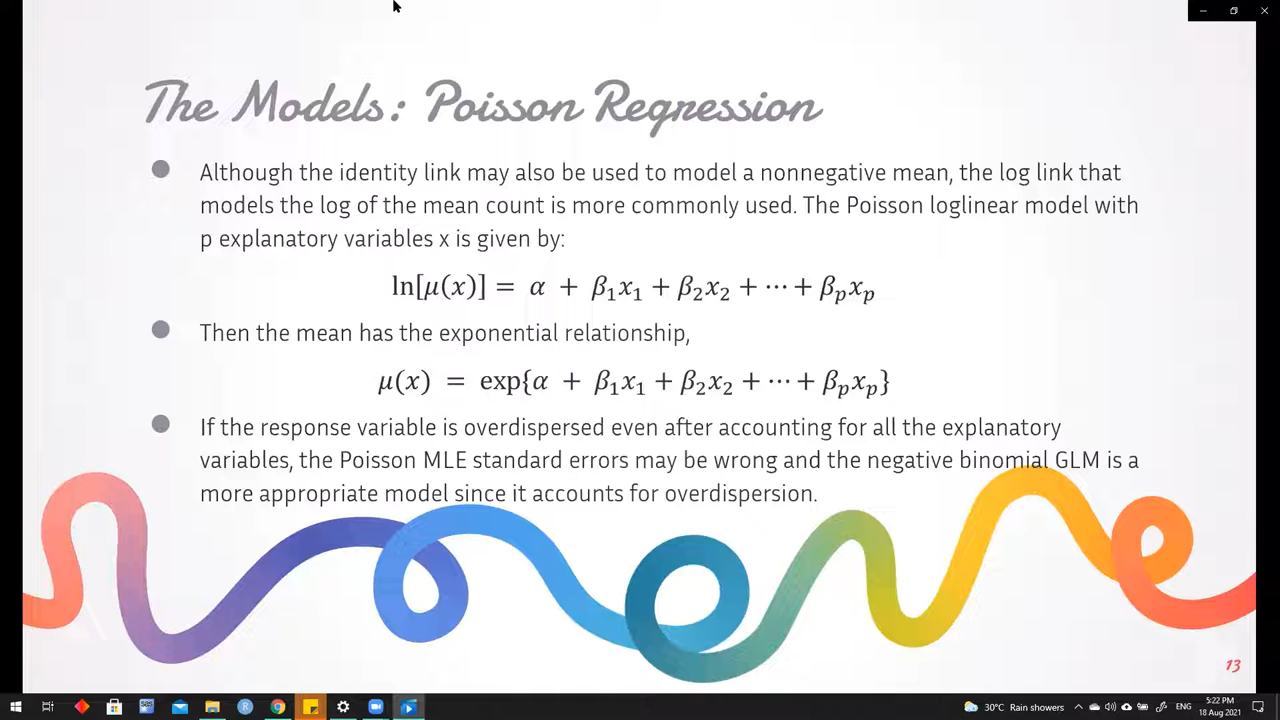 The Models: Poisson Regression
Although the identity link may also be used to model a nonnegative mean, the log link that
models the log of the mean count is more commonly used. The Poisson loglinear model with
p explanatory variables x is given by:
ln[μ(x)] = α + β₁x₁ + β₂x₂ + ⋯ + βₚxₚ
Then the mean has the exponential relationship,
μ(x) = exp{α + β₁x₁ + β₂x₂ + ⋯ + βₚxₚ}
If the response variable is overdispersed even after accounting for all the explanatory
variables, the Poisson MLE standard errors may be wrong and the negative binomial GLM is a
more appropriate model since it accounts for overdispersion.
13
30°C Rain showers
ENG
5:22 PM
18 Aug 2021